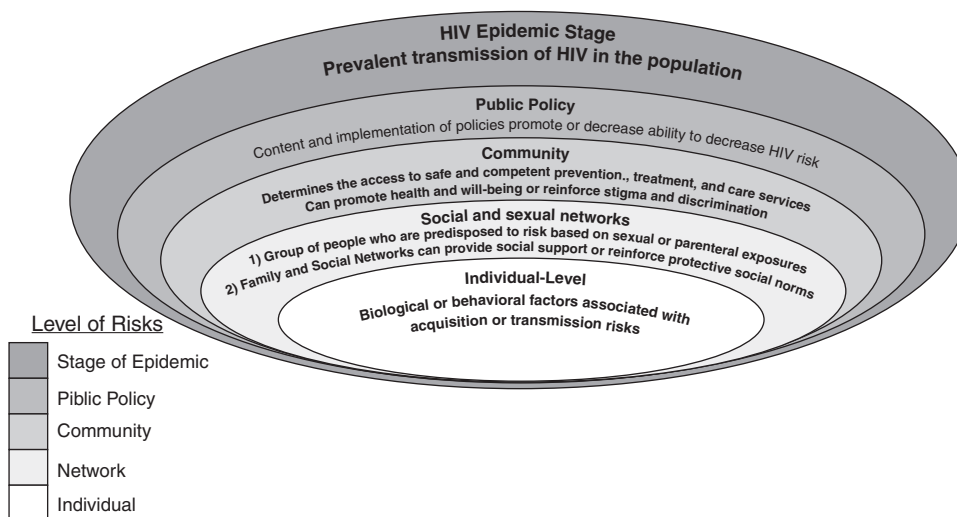 HIV Epidemic Stage
Prevalent transmission of HIV in the population
Public Policy
Content and implementation of policies promote or decrease ability to decrease HIV risk
Community
Determines the access to safe and competent prevention., treatment, and care services
Can promote health and will-being or reinforce stigma and discrimination
Social and sexual networks
1) Group of people who are predisposed to risk based on sexual or parenteral exposures
2) Family and Social Networks can provide social support or reinforce protective social norms
Individual-Level
Biological or behavioral factors associated with
acquisition or transmission risks
Level of Risks
Stage of Epidemic
Piblic Policy
Community
Network
Individual